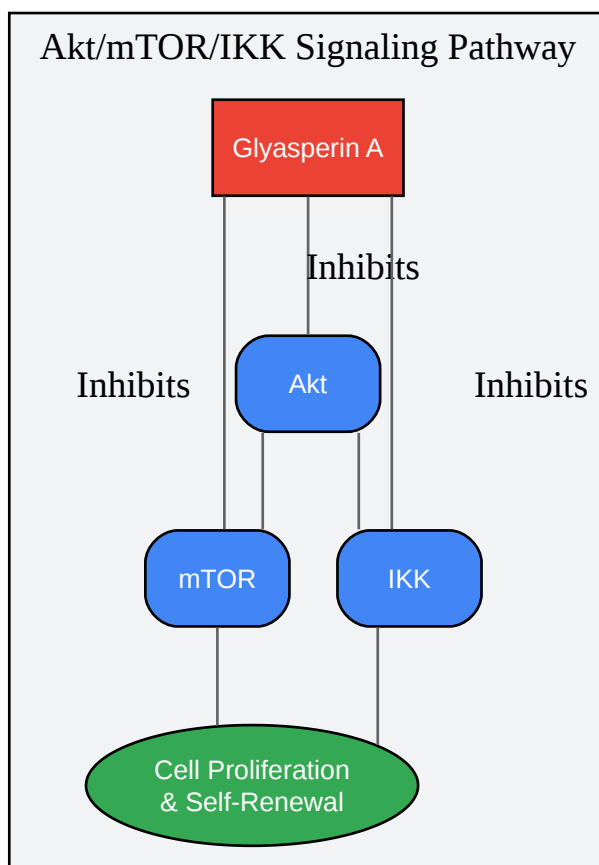 Akt/mTOR/IKK Signaling Pathway
Glyasperin A
Inhibits
Akt
Inhibits
Inhibits
mTOR
IKK
Cell Proliferation
& Self-Renewal